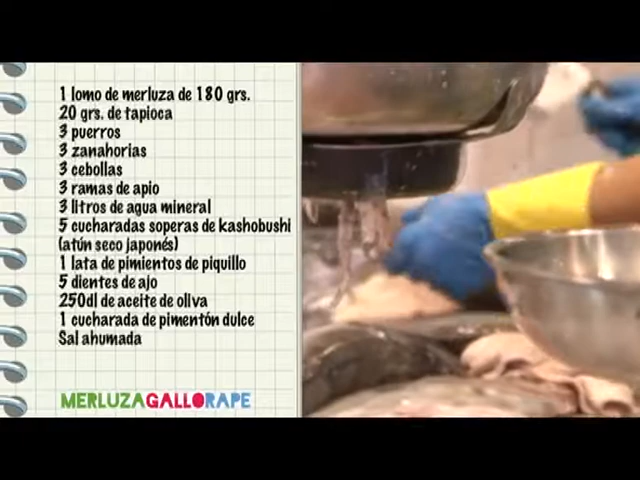 1 lomo de merluza de 180 grs.
20 grs. de tapioca
3 puerros
3 zanahorias
3 cebollas
3 ramas de apio
3 litros de agua mineral
5 cucharadas soperas de kashobushi
(atún seco japonés)
1 lata de pimientos de piquillo
5 dientes de ajo
250dl de aceite de oliva
1 cucharada de pimentón dulce
Sal ahumada
MERLUZAGALLORAPE